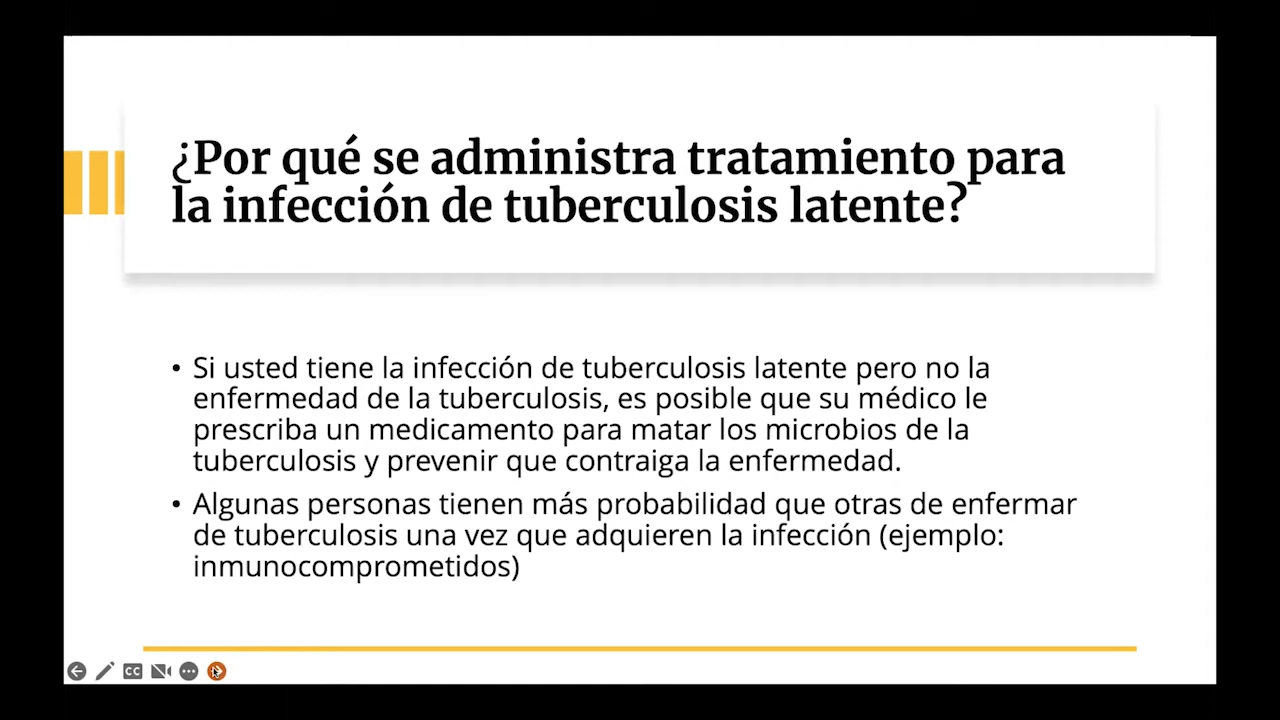 ¿Por qué se administra tratamiento para
la infección de tuberculosis latente?
• Si usted tiene la infección de tuberculosis latente pero no la
enfermedad de la tuberculosis, es posible que su médico le
prescriba un medicamento para matar los microbios de la
tuberculosis y prevenir que contraiga la enfermedad.
• Algunas personas tienen más probabilidad que otras de enfermar
de tuberculosis una vez que adquieren la infección (ejemplo:
inmunocomprometidos)
CC